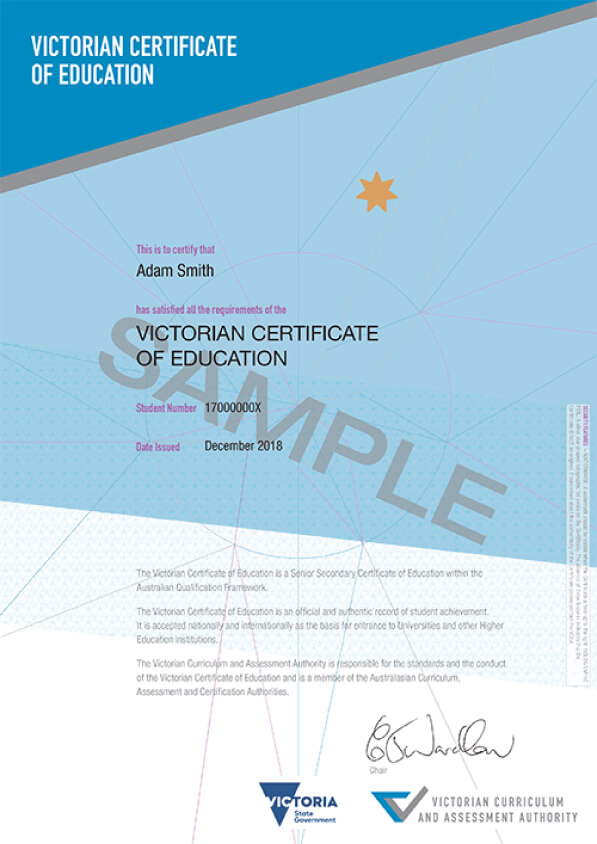 VICTORIAN CERTIFICATE
OF EDUCATION
This is to certify that
Adam Smith
has satisfied all the requirements of the
VICTORIAN CERTIFICATE
OF EDUCATION
SAMPLE
Student Number 17000000X
Date Issued December 2018
The Victorian Certificate of Education is a Senior Secondary Certificate of Education within the
Australian Qualification Framework.
The Victorian Certificate of Education is an official and authentic record of student achievement.
It is accepted nationally and internationally as the basis for entrance to Universities and other Higher
Education institutions.
The Victorian Curriculum and Assessment Authority is responsible for the standards and the conduct
of the Victorian Certificate of Education and is a member of the Australasian Curriculum,
Assessment and Certification Authorities.
Chair
VICTORIA
State
Government
VICTORIAN CURRICULUM
AND ASSESSMENT AUTHORITY